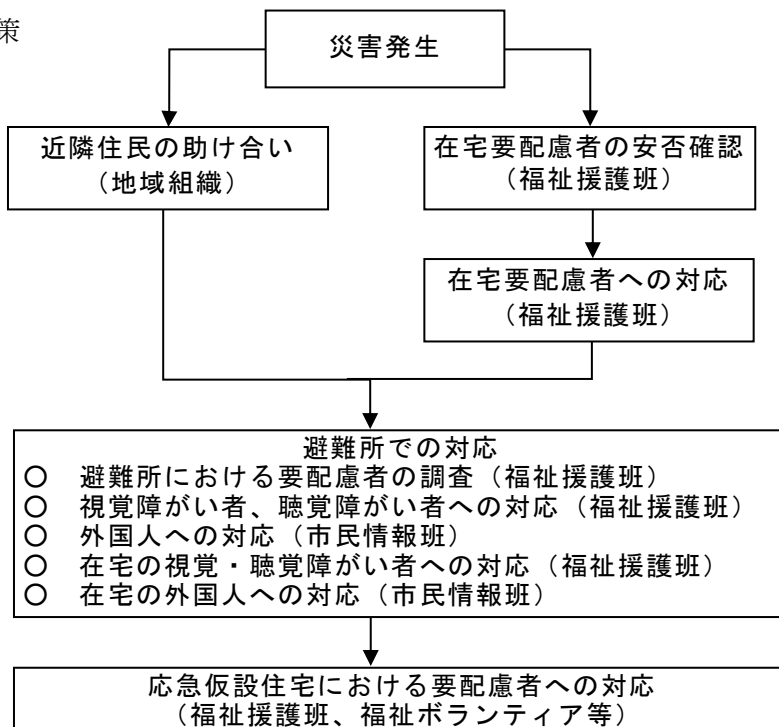 策
災害発生
近隣住民の助け合い
（地域組織）
在宅要配慮者の安否確認
（福祉援護班）
在宅要配慮者への対応
（福祉援護班）
避難所での対応
○　避難所における要配慮者の調査（福祉援護班）
○　視覚障がい者、聴覚障がい者への対応（福祉援護班）
○　外国人への対応（市民情報班）
○　在宅の視覚・聴覚障がい者への対応（福祉援護班）
○　在宅の外国人への対応（市民情報班）
応急仮設住宅における要配慮者への対応
（福祉援護班、福祉ボランティア等）